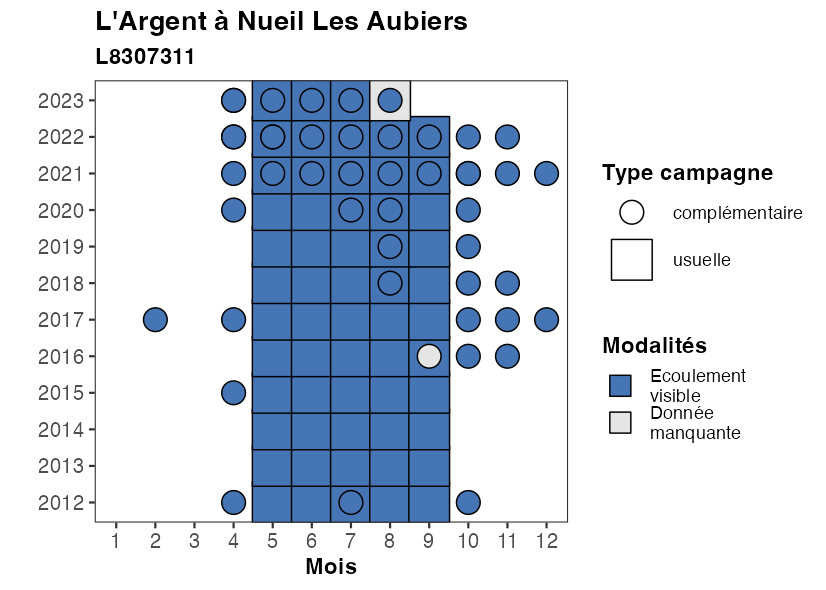 L'Argent à Nueil Les Aubiers
L8307311
2023
2022
2021
2020
2019
2018
2017
2016
2015
2014
2013
2012
1 2 3 4 5 6 7 8 9 10 11 12
Mois
Type campagne
complémentaire
usuelle
Modalités
Ecoulement
visible
Donnée
manquante